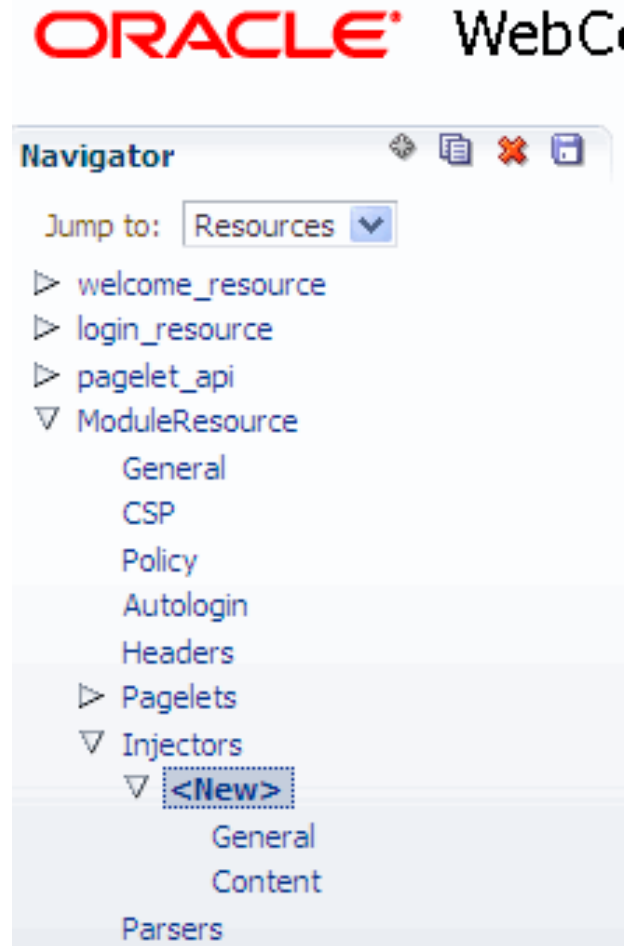 ORACLE WebC
Navigator
Jump to: Resources
welcome_resource
login_resource
pagelet_api
ModuleResource
General
CSP
Policy
Autologin
Headers
Pagelets
Injectors
<New>
General
Content
Parsers